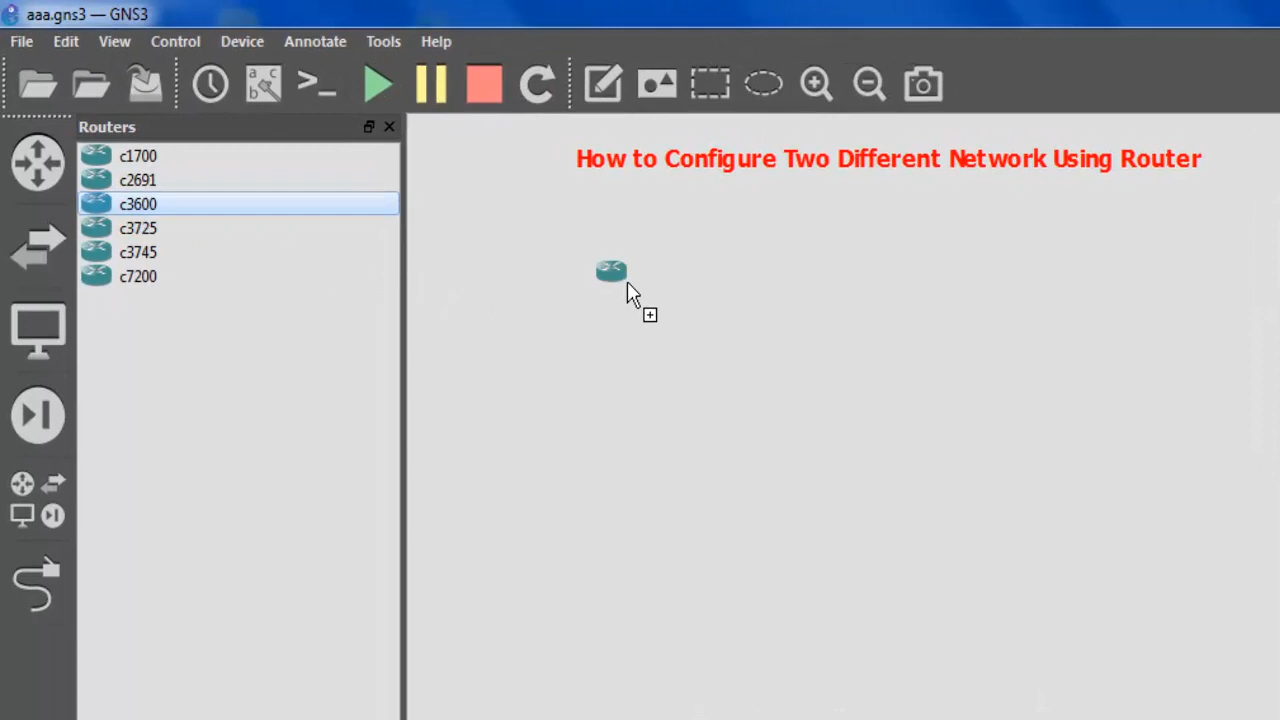 aaa.gns3 — GNS3
File Edit View Control Device Annotate Tools Help
a c
b
>_
Routers
c1700
c2691
c3600
c3725
c3745
c7200
How to Configure Two Different Network Using Router